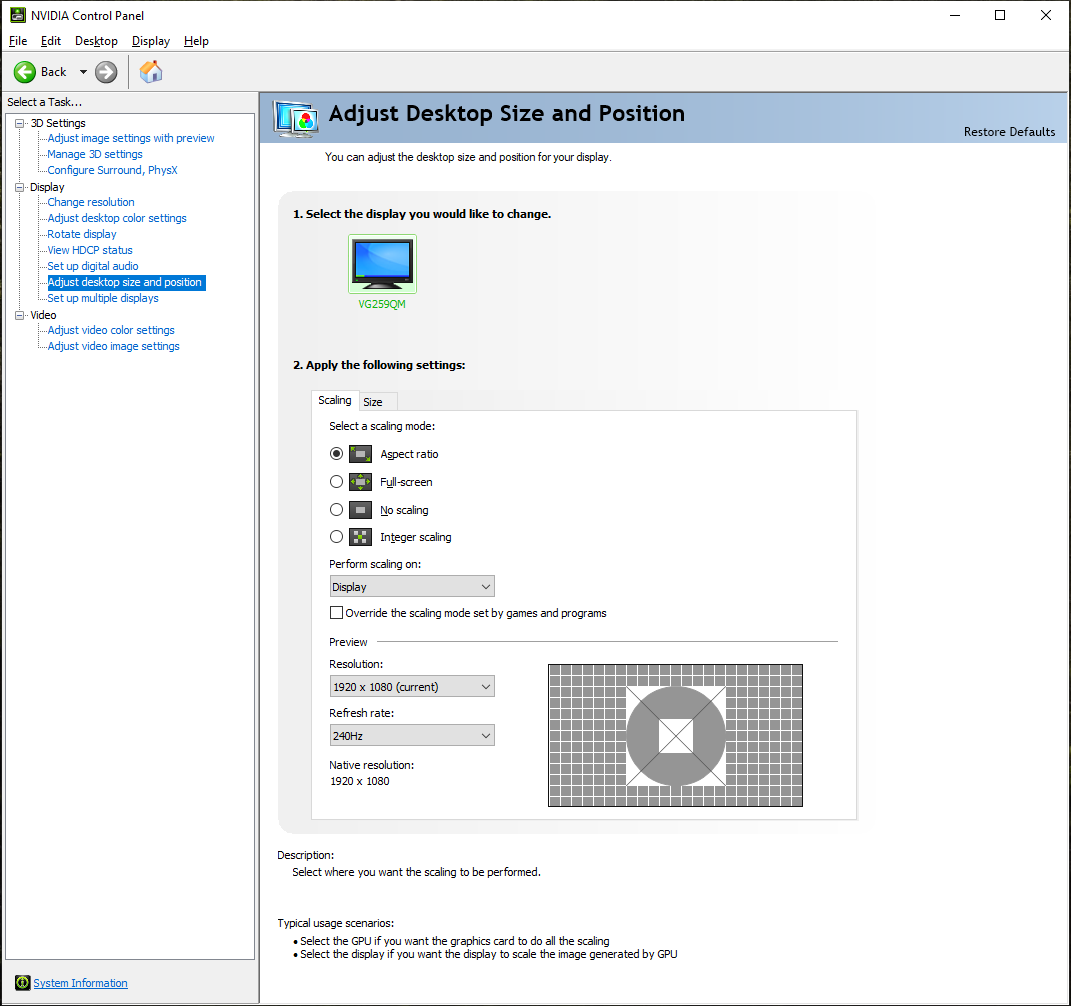 NVIDIA Control Panel
File Edit Desktop Display Help
Back
Select a Task...
3D Settings
Adjust image settings with preview
Manage 3D settings
Configure Surround, PhysX
Display
Change resolution
Adjust desktop color settings
Rotate display
View HDCP status
Set up digital audio
Adjust desktop size and position
Set up multiple displays
Video
Adjust video color settings
Adjust video image settings
System Information
Adjust Desktop Size and Position
Restore Defaults
You can adjust the desktop size and position for your display.
1. Select the display you would like to change.
VG259QM
2. Apply the following settings:
Scaling Size
Select a scaling mode:
Aspect ratio
Full-screen
No scaling
Integer scaling
Perform scaling on:
Display
Override the scaling mode set by games and programs
Preview
Resolution:
1920 x 1080 (current)
Refresh rate:
240Hz
Native resolution:
1920 x 1080
Description:
Select where you want the scaling to be performed.
Typical usage scenarios:
• Select the GPU if you want the graphics card to do all the scaling
• Select the display if you want the display to scale the image generated by GPU